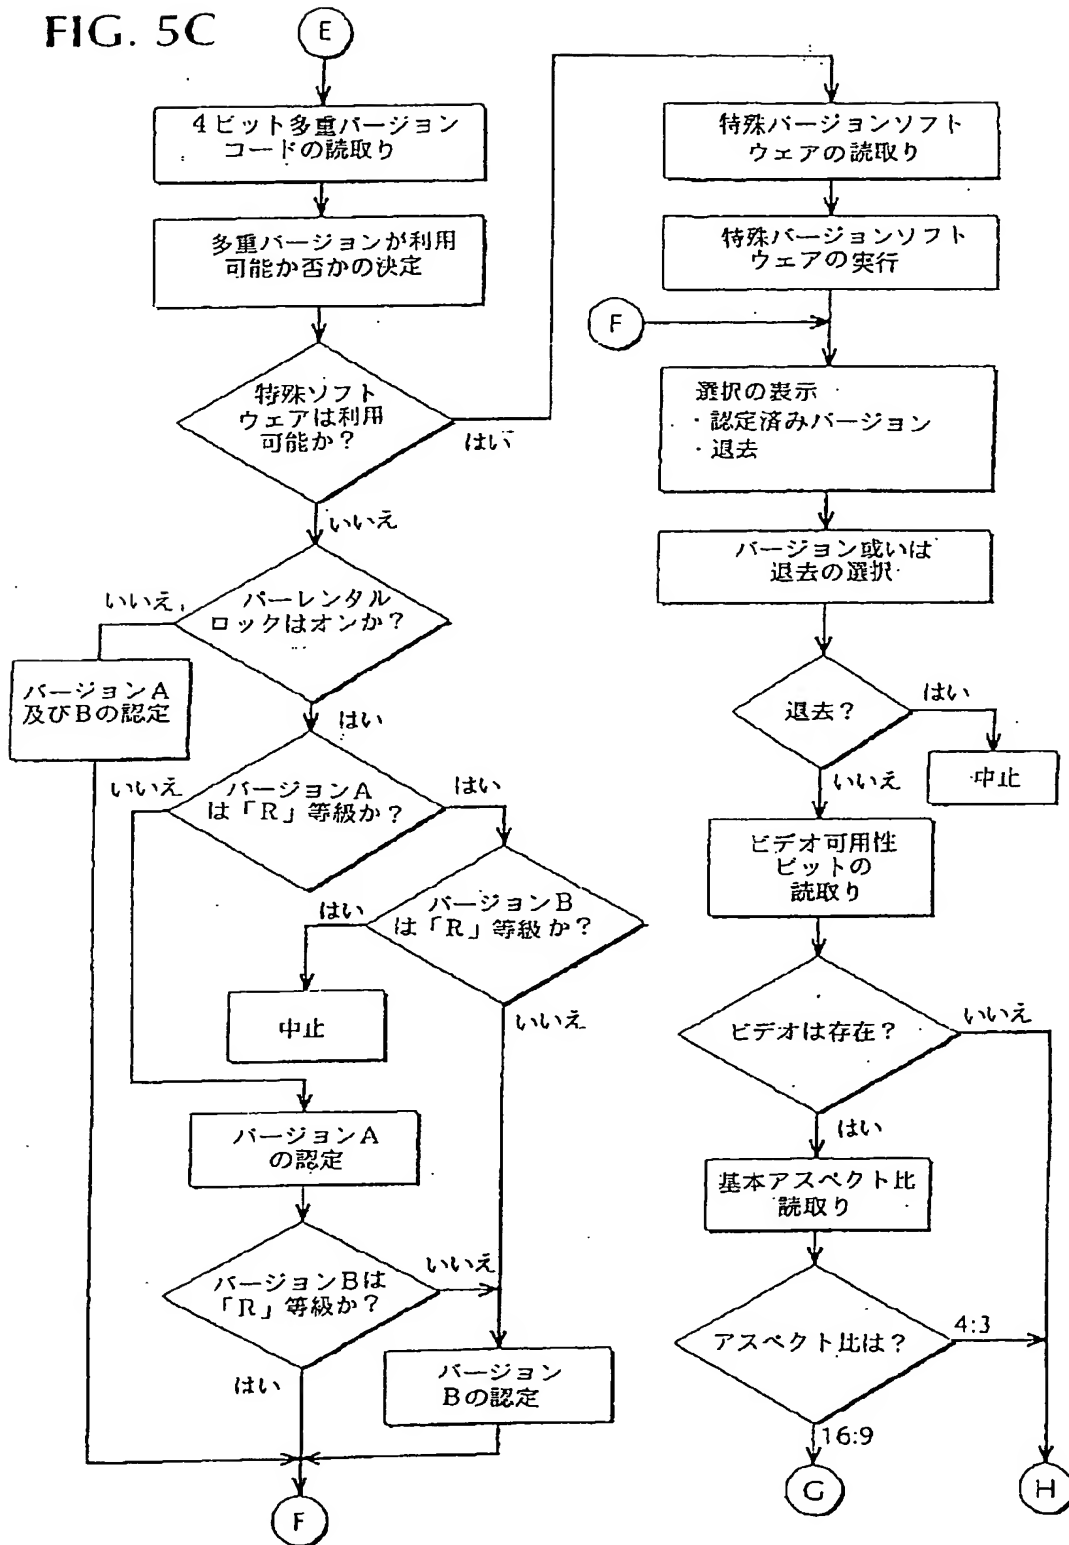 FIG. 5C
E
4ビット多重バージョン
コードの読取り
多重バージョンが利用
可能か否かの決定
特殊ソフト
ウェアは利用
可能か?
はい
いいえ
パーレンタル
ロックはオンか?
いいえ
バージョンA
及びBの認定
はい
バージョンA
は「R」等級か?
いいえ
はい
バージョンB
は「R」等級か?
はい
中止
いいえ
バージョンA
の認定
バージョンBは
「R」等級か?
いいえ
はい
バージョン
Bの認定
F
特殊バージョンソフト
ウェアの読取り
特殊バージョンソフト
ウェアの実行
F
選択の表示
・認定済みバージョン
・退去
バージョン或いは
退去の選択
退去?
はい
中止
いいえ
ビデオ可用性
ビットの
読取り
ビデオは存在?
いいえ
はい
基本アスペクト比
読取り
アスペクト比は?
4:3
16:9
G
H